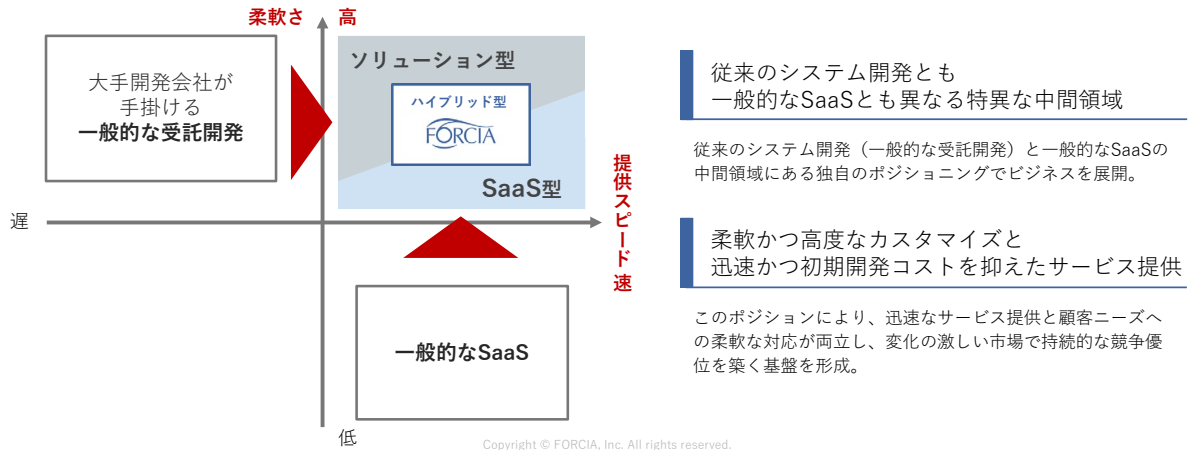 柔軟さ 高
大手開発会社が
手掛ける
一般的な受託開発
ソリューション型
ハイブリッド型
FORCIA
SaaS型
提供スピード 速
遅
一般的なSaaS
低
従来のシステム開発とも
一般的なSaaSとも異なる特異な中間領域
従来のシステム開発（一般的な受託開発）と一般的なSaaSの
中間領域にある独自のポジショニングでビジネスを展開。
柔軟かつ高度なカスタマイズと
迅速かつ初期開発コストを抑えたサービス提供
このポジションにより、迅速なサービス提供と顧客ニーズへ
の柔軟な対応が両立し、変化の激しい市場で持続的な競争優
位を築く基盤を形成。
Copyright © FORCIA, Inc. All rights reserved.